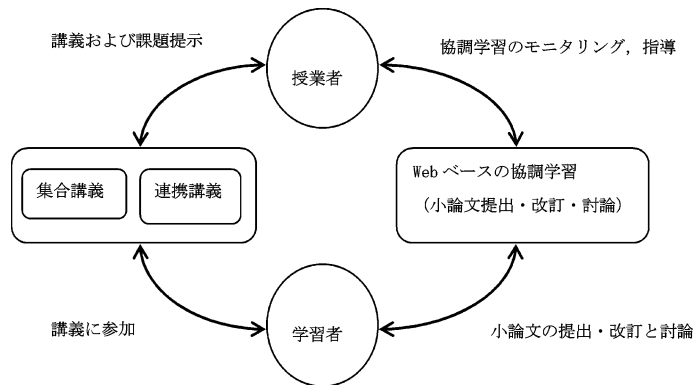 講義および課題提示
授業者
協調学習のモニタリング，指導
集合講義
連携講義
Web ベースの協調学習
（小論文提出・改訂・討論）
講義に参加
学習者
小論文の提出・改訂と討論